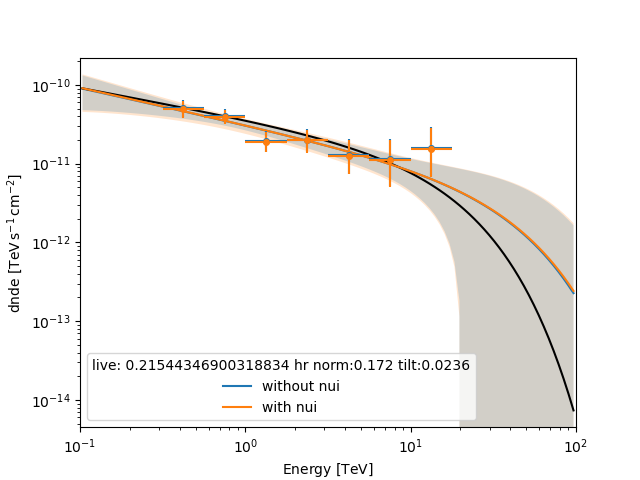 10⁻¹⁰
10⁻¹¹
10⁻¹²
10⁻¹³
10⁻¹⁴
dnde [TeV s⁻¹ cm⁻²]
live: 0.21544346900318834 hr norm:0.172 tilt:0.0236
without nui
with nui
10⁻¹ 10⁰ 10¹ 10²
Energy [TeV]